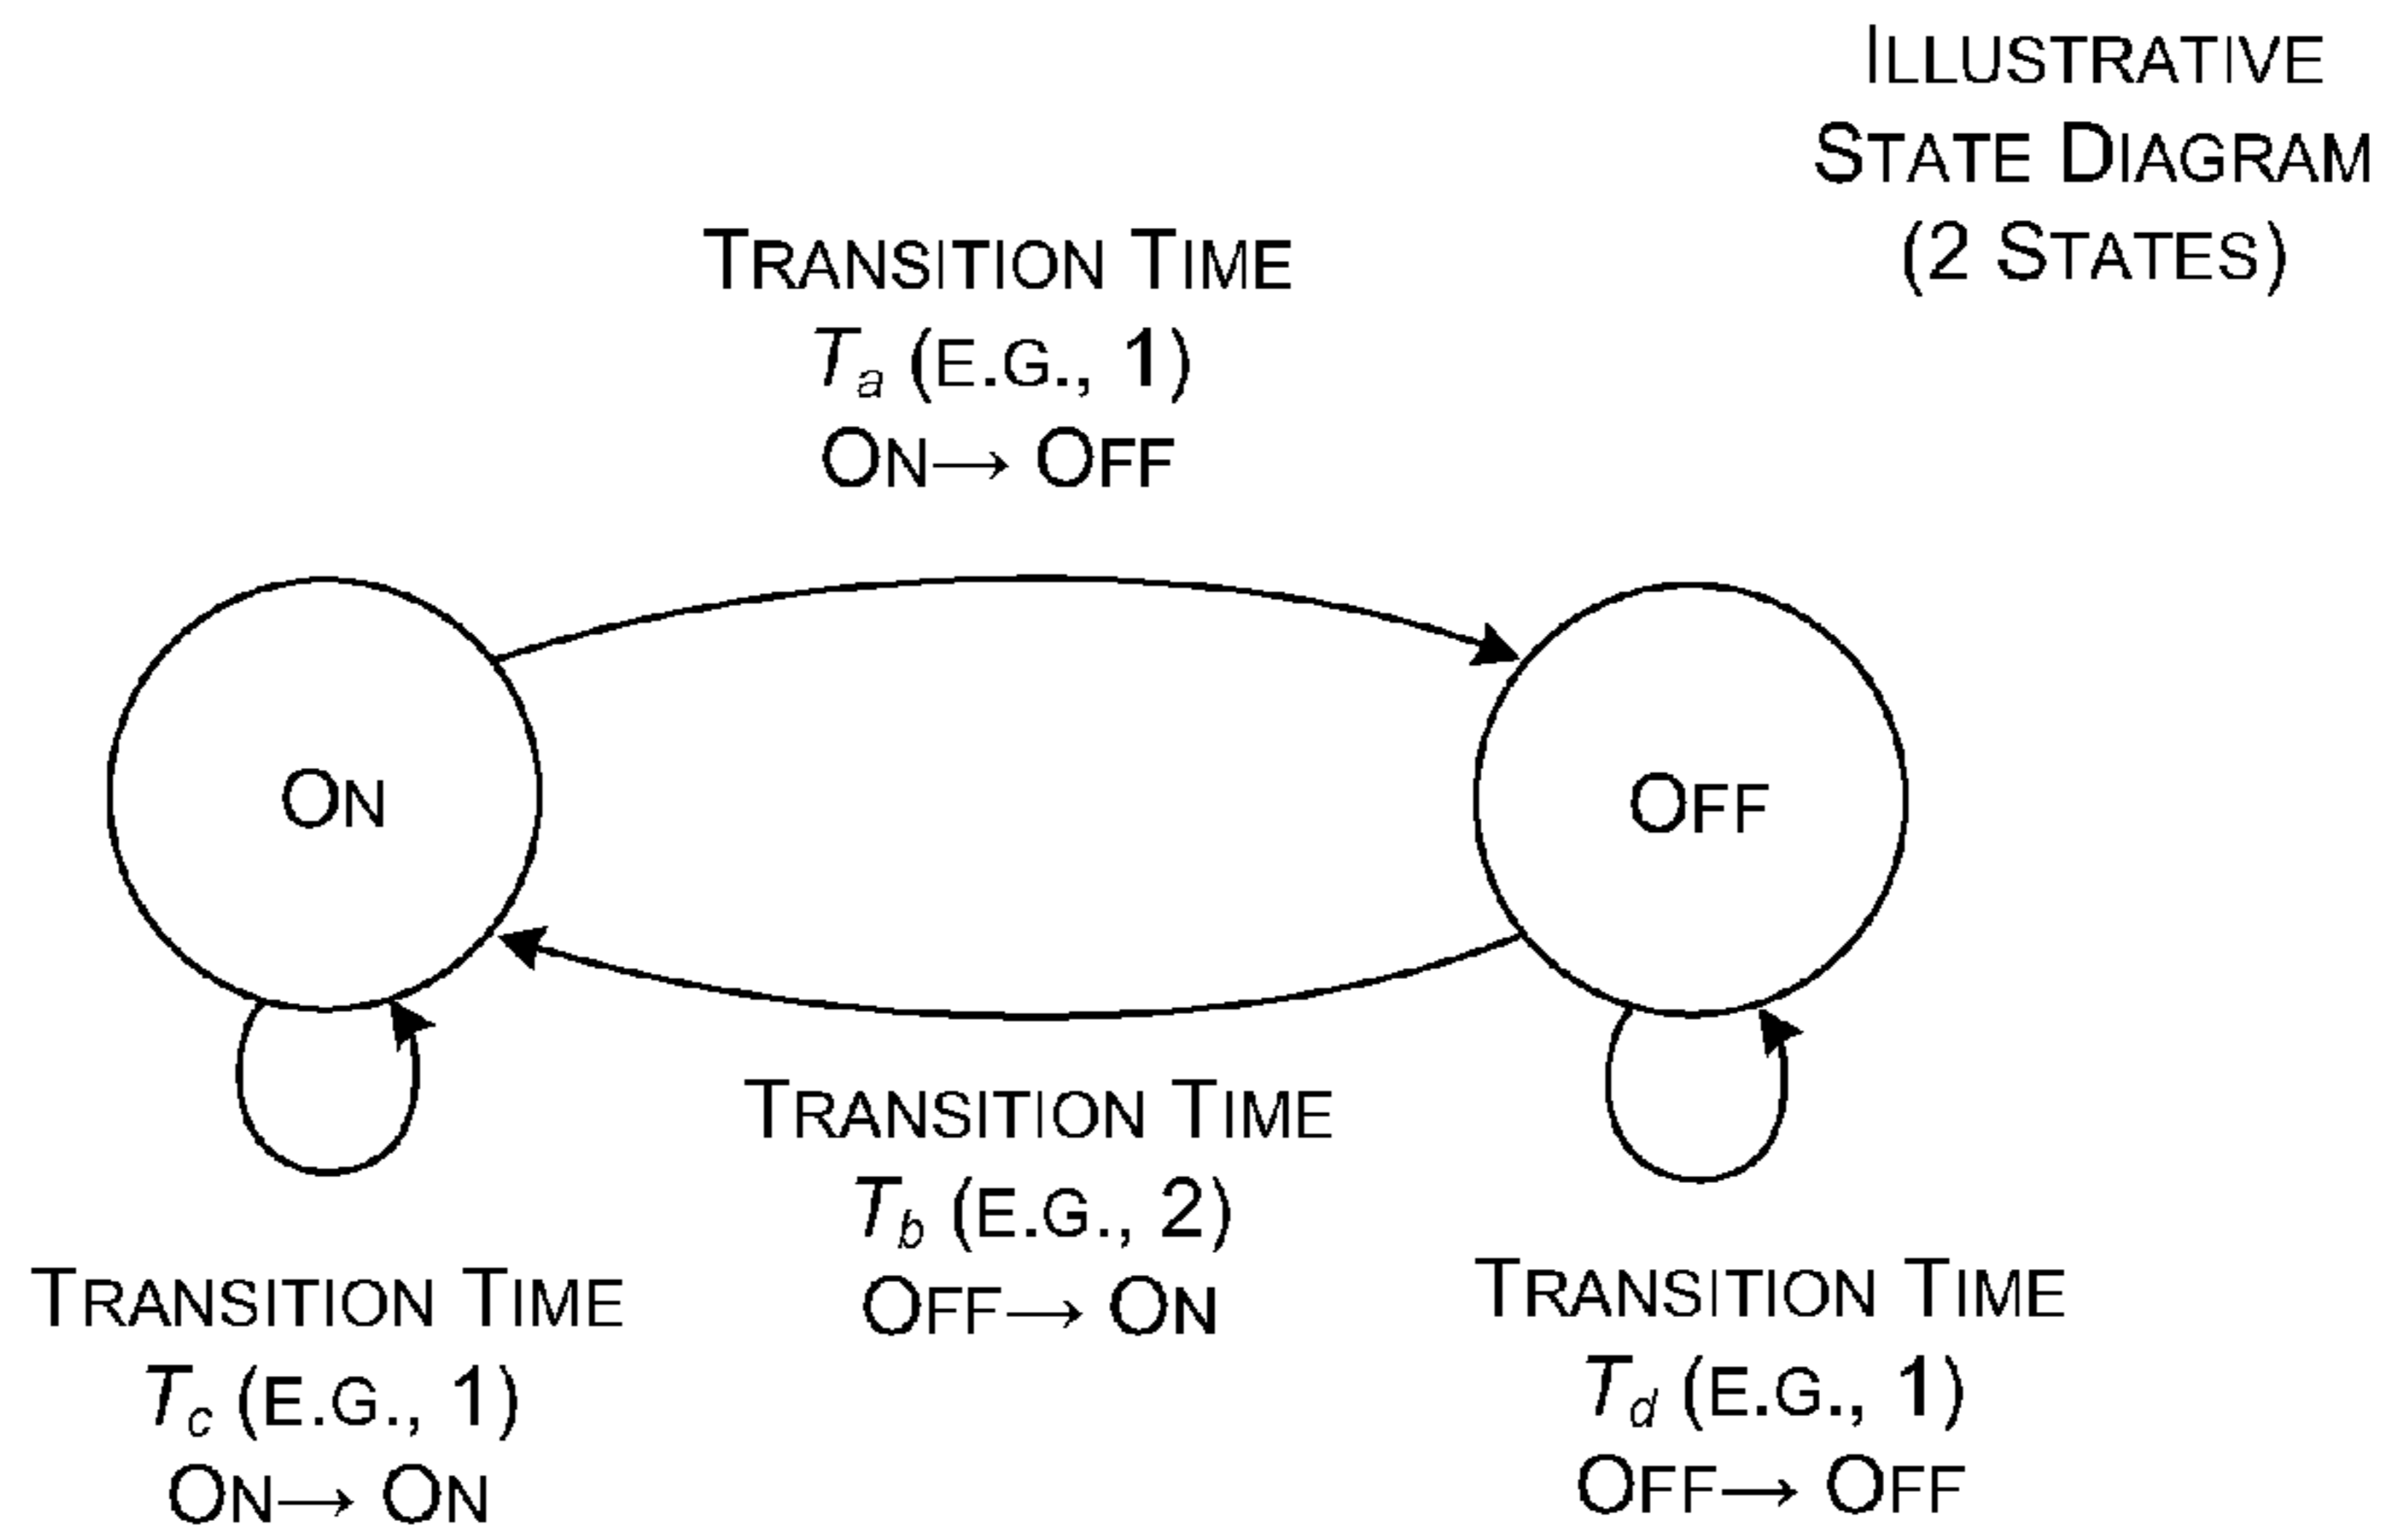 ILLUSTRATIVE
STATE DIAGRAM
(2 STATES)
TRANSITION TIME
Ta (E.G., 1)
ON→ OFF
ON
OFF
TRANSITION TIME
Tb (E.G., 2)
OFF→ ON
TRANSITION TIME
Tc (E.G., 1)
ON→ ON
TRANSITION TIME
Td (E.G., 1)
OFF→ OFF